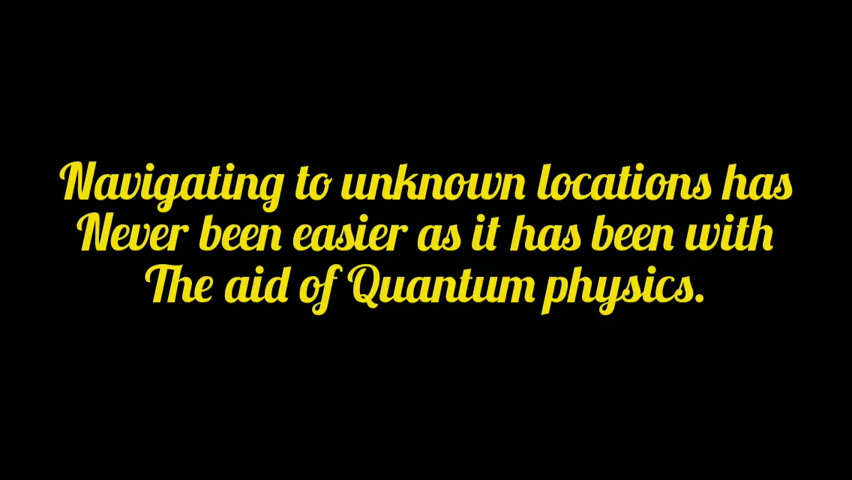 Navigating to unknown locations has
Never been easier as it has been with
The aid of Quantum physics.